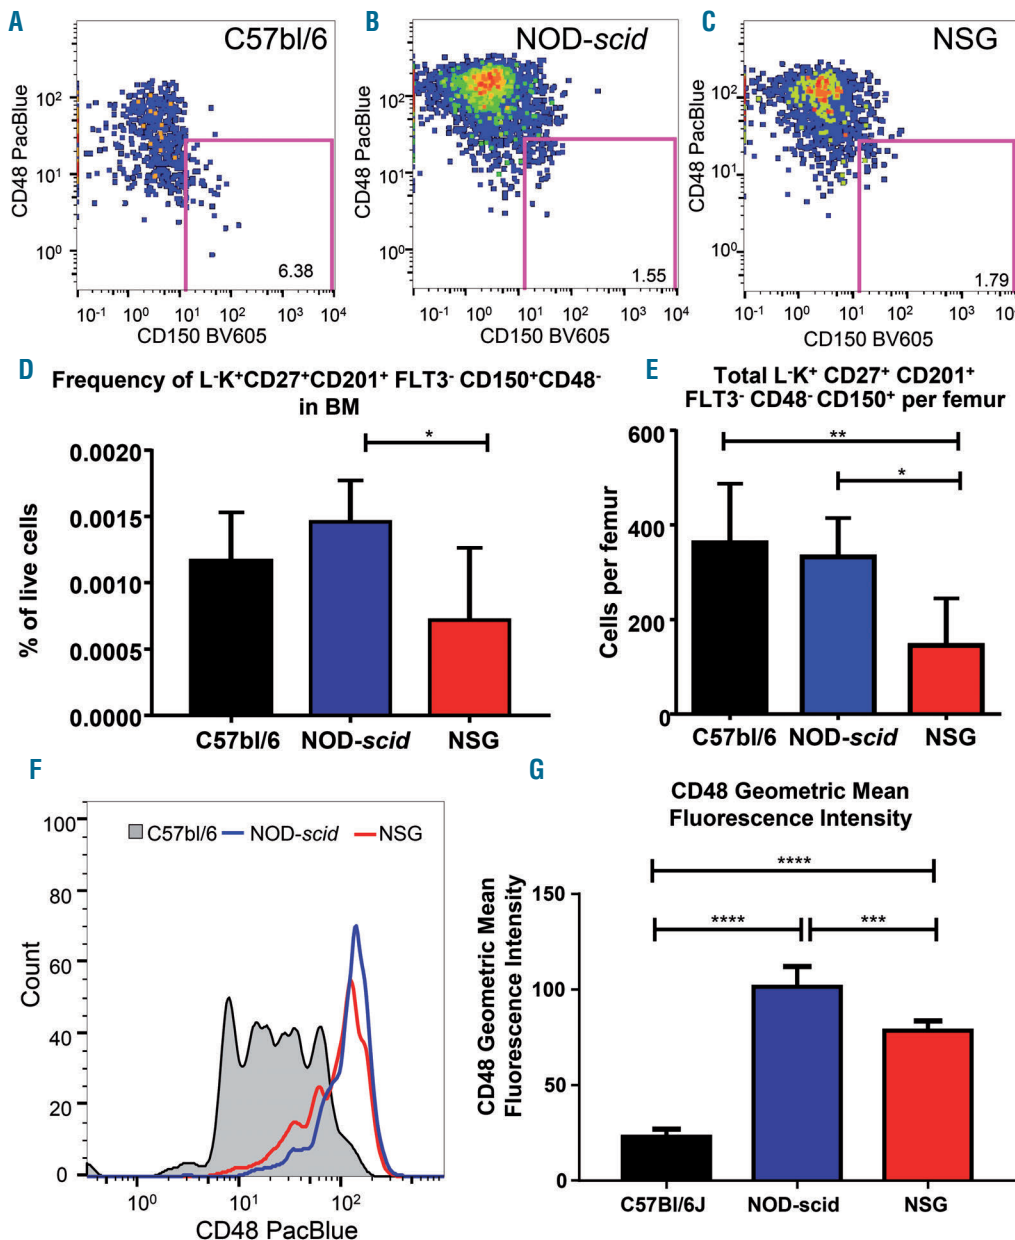 A
C57bl/6
CD48 PacBlue
10²
10¹
10⁰
6.38
10⁻¹ 10⁰ 10¹ 10² 10³ 10⁴
CD150 BV605
B
NOD-scid
CD48 PacBlue
10²
10¹
10⁰
1.55
10⁻¹ 10⁰ 10¹ 10² 10³ 10⁴
CD150 BV605
C
NSG
CD48 PacBlue
10²
10¹
10⁰
1.79
10⁻¹ 10⁰ 10¹ 10² 10³ 10⁴
CD150 BV605
D
Frequency of L⁻K⁺CD27⁺CD201⁺ FLT3⁻ CD150⁺CD48⁻
in BM
% of live cells
0.0020
0.0015
0.0010
0.0005
0.0000
*
C57bl/6 NOD-scid NSG
E
Total L⁻K⁺ CD27⁺ CD201⁺
FLT3⁻ CD48⁻ CD150⁺ per femur
Cells per femur
600
400
200
0
**
*
C57bl/6 NOD-scid NSG
F
Count
100
80
60
40
20
0
C57bl/6 NOD-scid NSG
10⁰ 10¹ 10²
CD48 PacBlue
G
CD48 Geometric Mean
Fluorescence Intensity
CD48 Geometric Mean
Fluorescence Intensity
150
100
50
0
****
**** ***
C57Bl/6J NOD-scid NSG